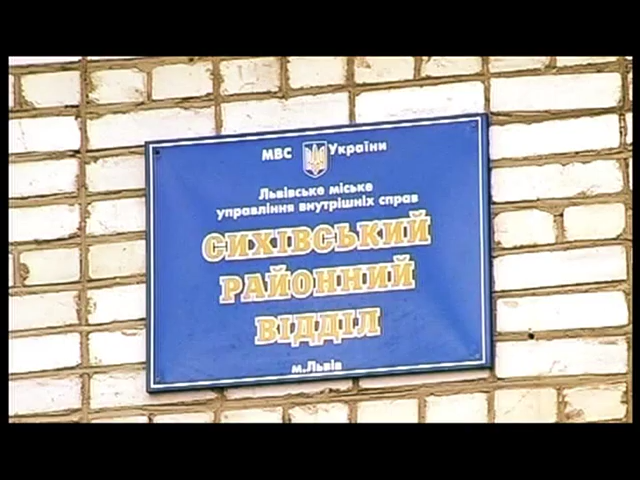 МВС України
Львівське міське
управління внутрішніх справ
СИХІВСЬКИЙ
РАЙОННИЙ
ВІДДІЛ
м.Львів